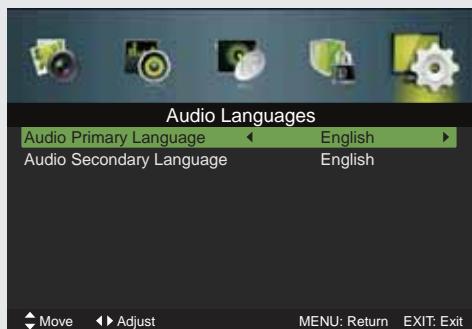 Audio Languages
Audio Primary Language English
Audio Secondary Language English
Move Adjust MENU: Return EXIT: Exit